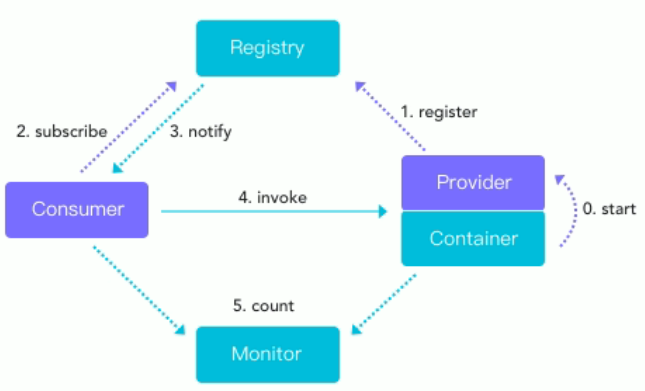 Registry
1. register
2. subscribe
3. notify
Provider
Consumer
4. invoke
0. start
Container
5. count
Monitor